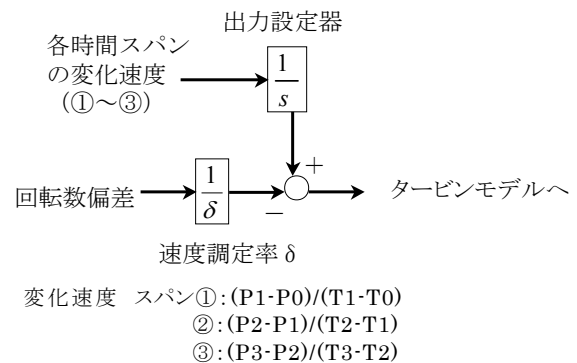 出力設定器
各時間スパン
の変化速度
(①～③)
1
s
+
回転数偏差
1
δ
−
タービンモデルへ
速度調定率δ
変化速度 スパン①:(P1-P0)/(T1-T0)
②:(P2-P1)/(T2-T1)
③:(P3-P2)/(T3-T2)